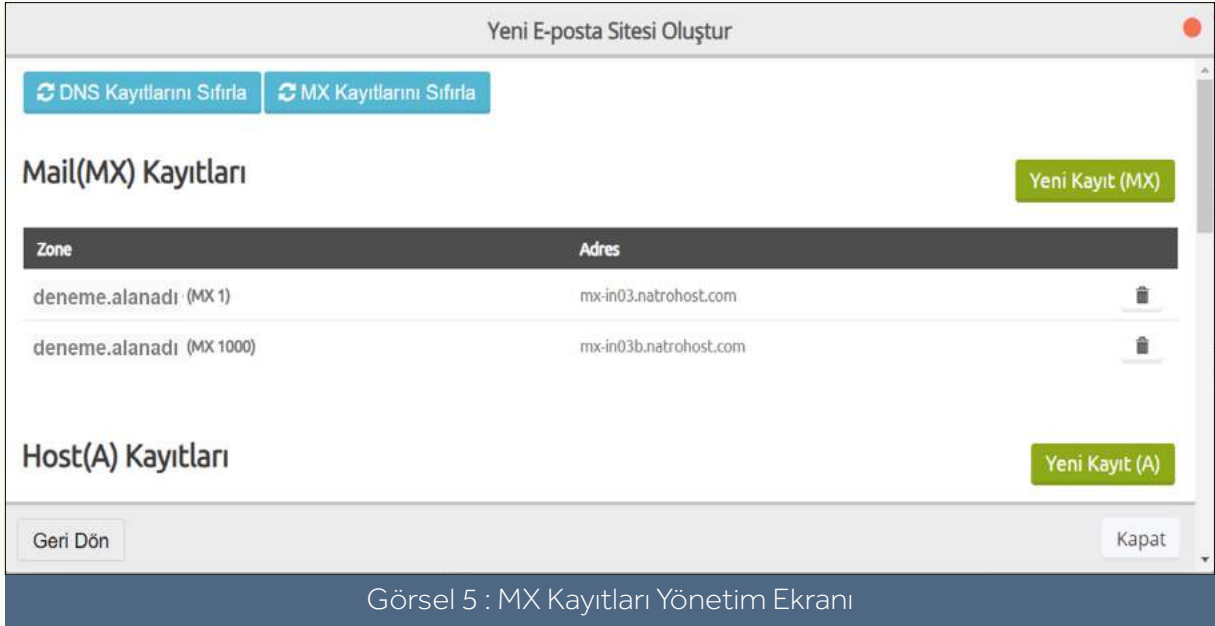 Yeni E-posta Sitesi Oluştur
DNS Kayıtlarını Sıfırla MX Kayıtlarını Sıfırla
Mail(MX) Kayıtları
Yeni Kayıt (MX)
Zone Adres
deneme.alanadı (MX 1) mx-in03.natrohost.com
deneme.alanadı (MX 1000) mx-in03b.natrohost.com
Host(A) Kayıtları
Yeni Kayıt (A)
Geri Dön Kapat
Görsel 5 : MX Kayıtları Yönetim Ekranı